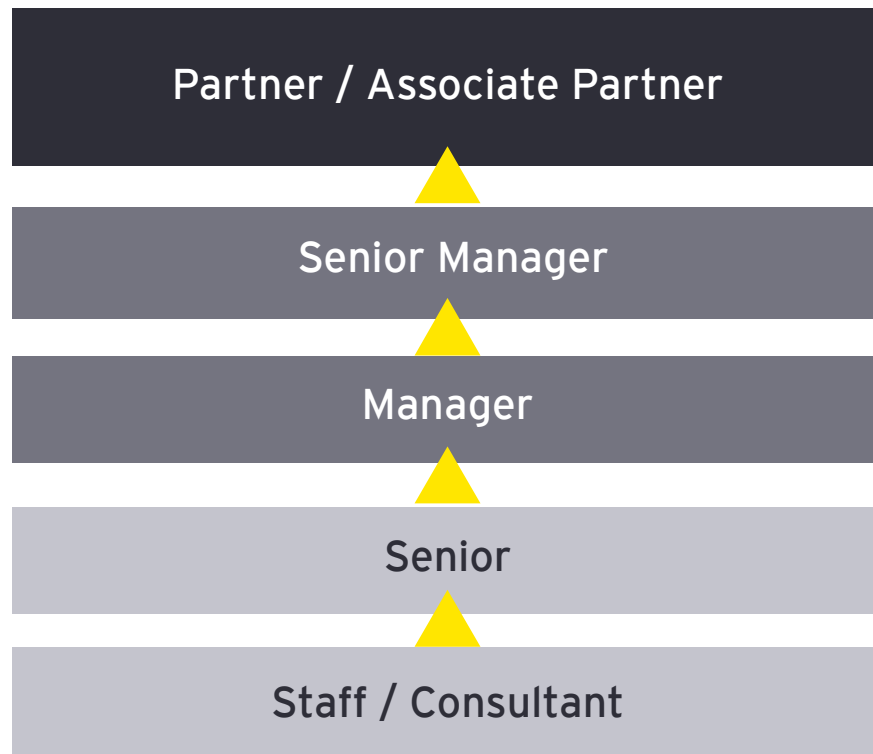 Partner / Associate Partner
Senior Manager
Manager
Senior
Staff / Consultant